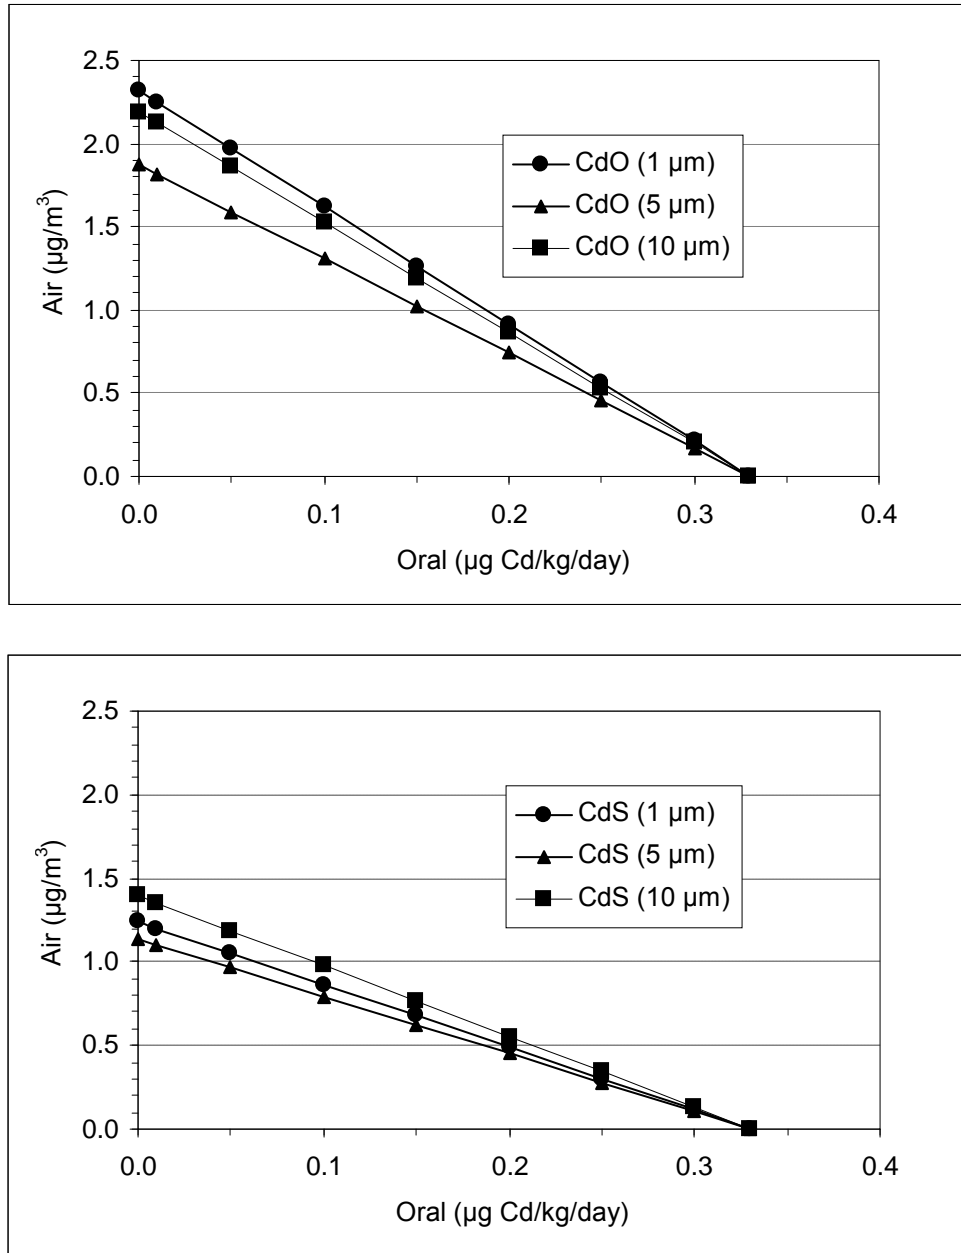 2.5
2.0
1.5
1.0
0.5
0.0
Air (µg/m³)
CdO (1 µm)
CdO (5 µm)
CdO (10 µm)
0.0 0.1 0.2 0.3 0.4
Oral (µg Cd/kg/day)
2.5
2.0
1.5
1.0
0.5
0.0
Air (µg/m³)
CdS (1 µm)
CdS (5 µm)
CdS (10 µm)
0.0 0.1 0.2 0.3 0.4
Oral (µg Cd/kg/day)